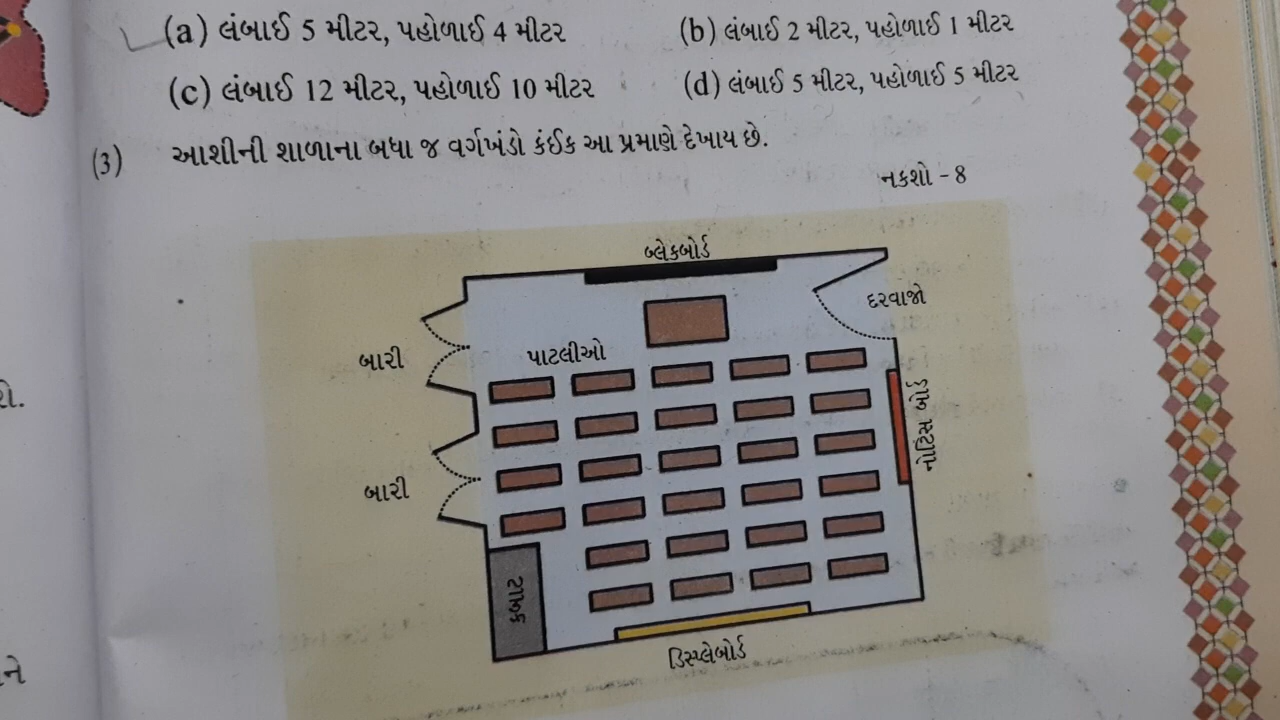 (a) લંબાઈ 5 મીટર, પહોળાઈ 4 મીટર (b) લંબાઈ 2 મીટર, પહોળાઈ 1 મીટર
(c) લંબાઈ 12 મીટર, પહોળાઈ 10 મીટર (d) લંબાઈ 5 મીટર, પહોળાઈ 5 મીટર
(3) આશીની શાળાના બધા જ વર્ગખંડો કંઈક આ પ્રમાણે દેખાય છે.
નકશો - 8
બ્લેકબોર્ડ
દરવાજો
બારી
પાટલીઓ
નોટિસ બોર્ડ
બારી
કબાટ
ડિસ્પ્લેબોર્ડ